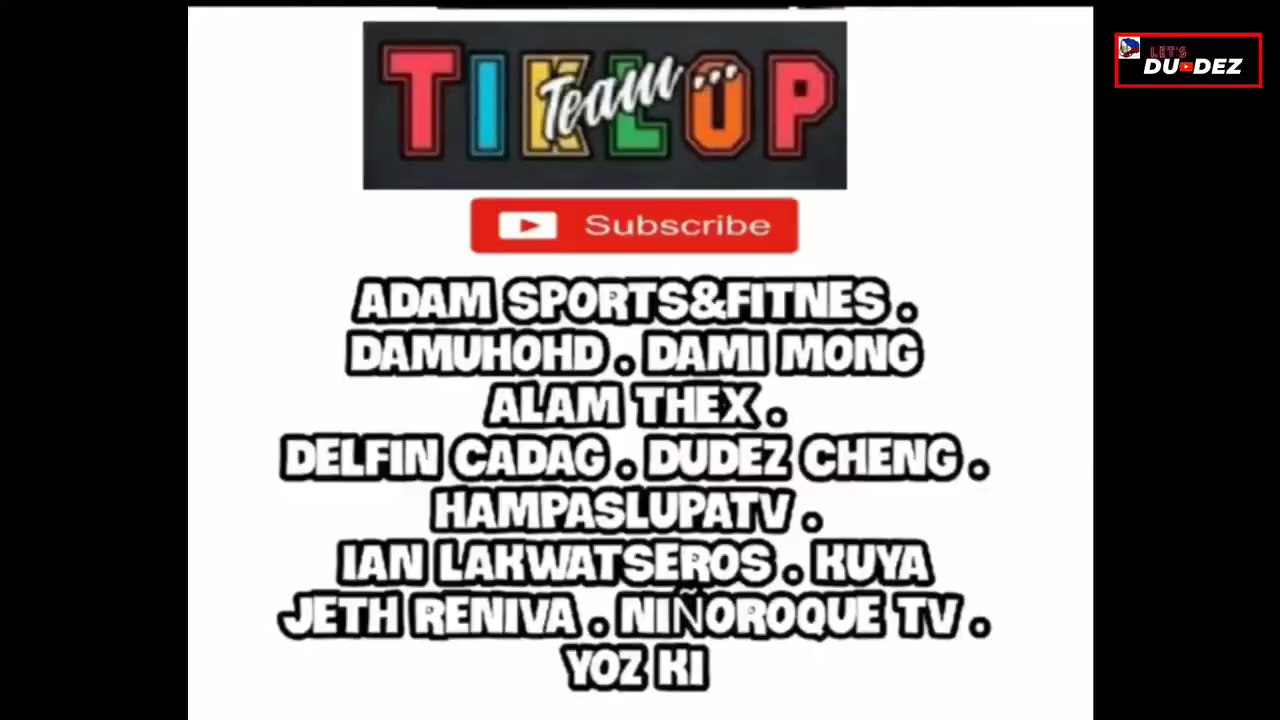 TIKLOP
Team...
LET'S
DUDEZ
Subscribe
ADAM SPORTS&FITNES .
DAMUHOHD . DAMI MONG
ALAM THEX .
DELFIN CADAG . DUDEZ CHENG .
HAMPASLUPATV .
IAN LAKWATSEROS . KUYA
JETH RENIVA . NIÑOROQUE TV .
YOZ KI